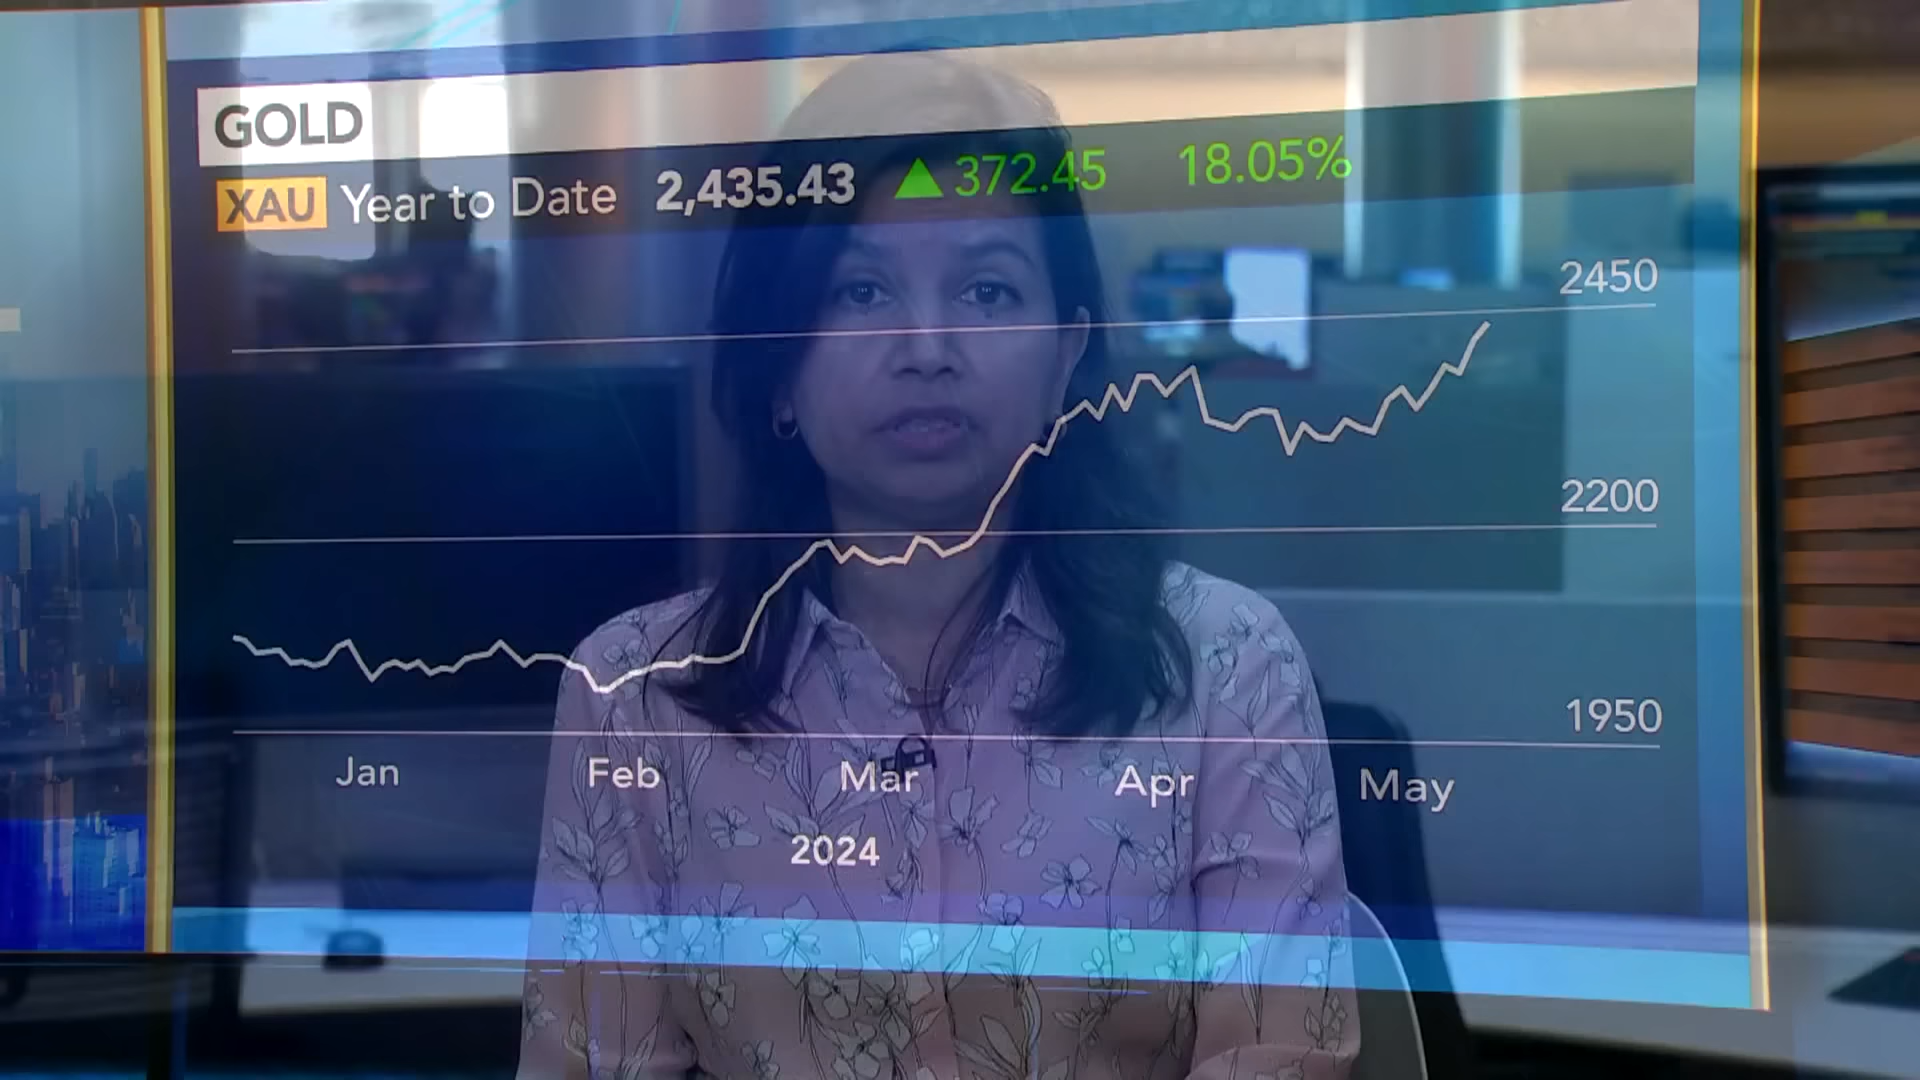 GOLD
XAU Year to Date 2,435.43 ▲372.45 18.05%
2450
2200
1950
Jan Feb Mar Apr May
2024